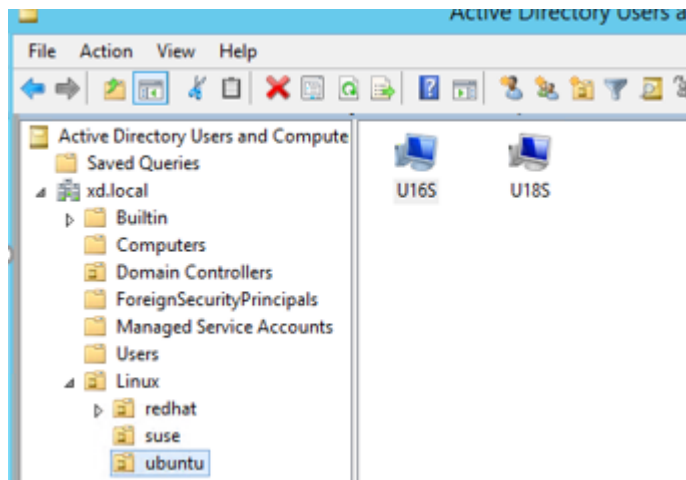 Active Directory Users a
File Action View Help
Active Directory Users and Compute
Saved Queries
xd.local
Builtin
Computers
Domain Controllers
ForeignSecurityPrincipals
Managed Service Accounts
Users
Linux
redhat
suse
ubuntu
U16S
U18S